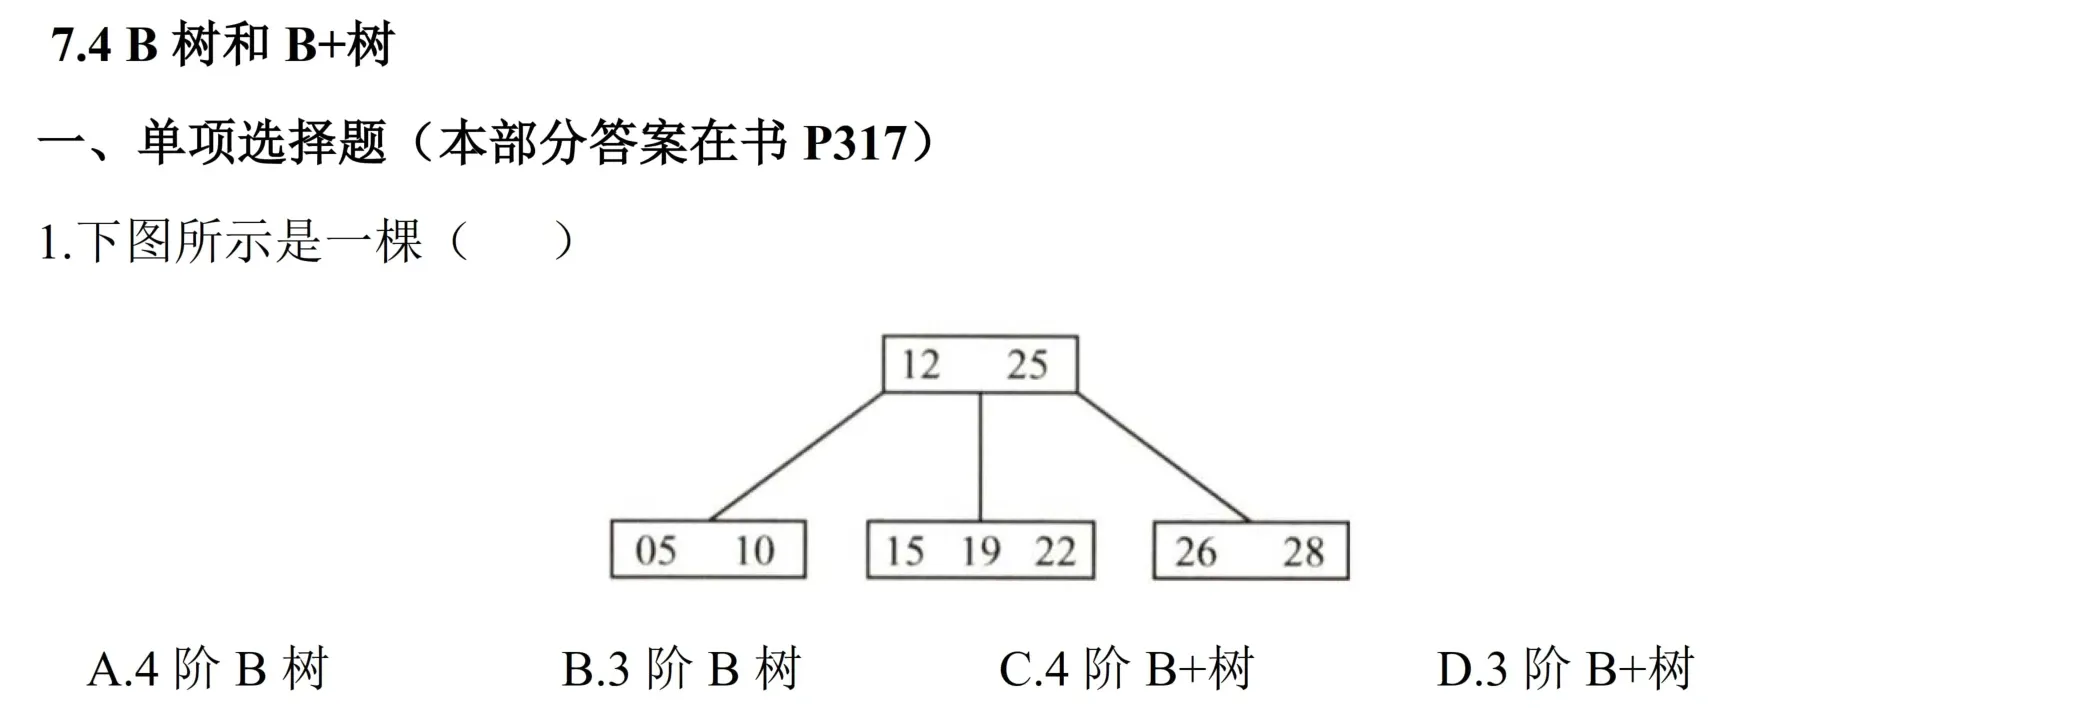 7.4 B 树和 B+树
一、单项选择题（本部分答案在书 P317）
1.下图所示是一棵（  ）
12 25
05 10 15 19 22 26 28
A.4 阶 B 树 B.3 阶 B 树 C.4 阶 B+树 D.3 阶 B+树